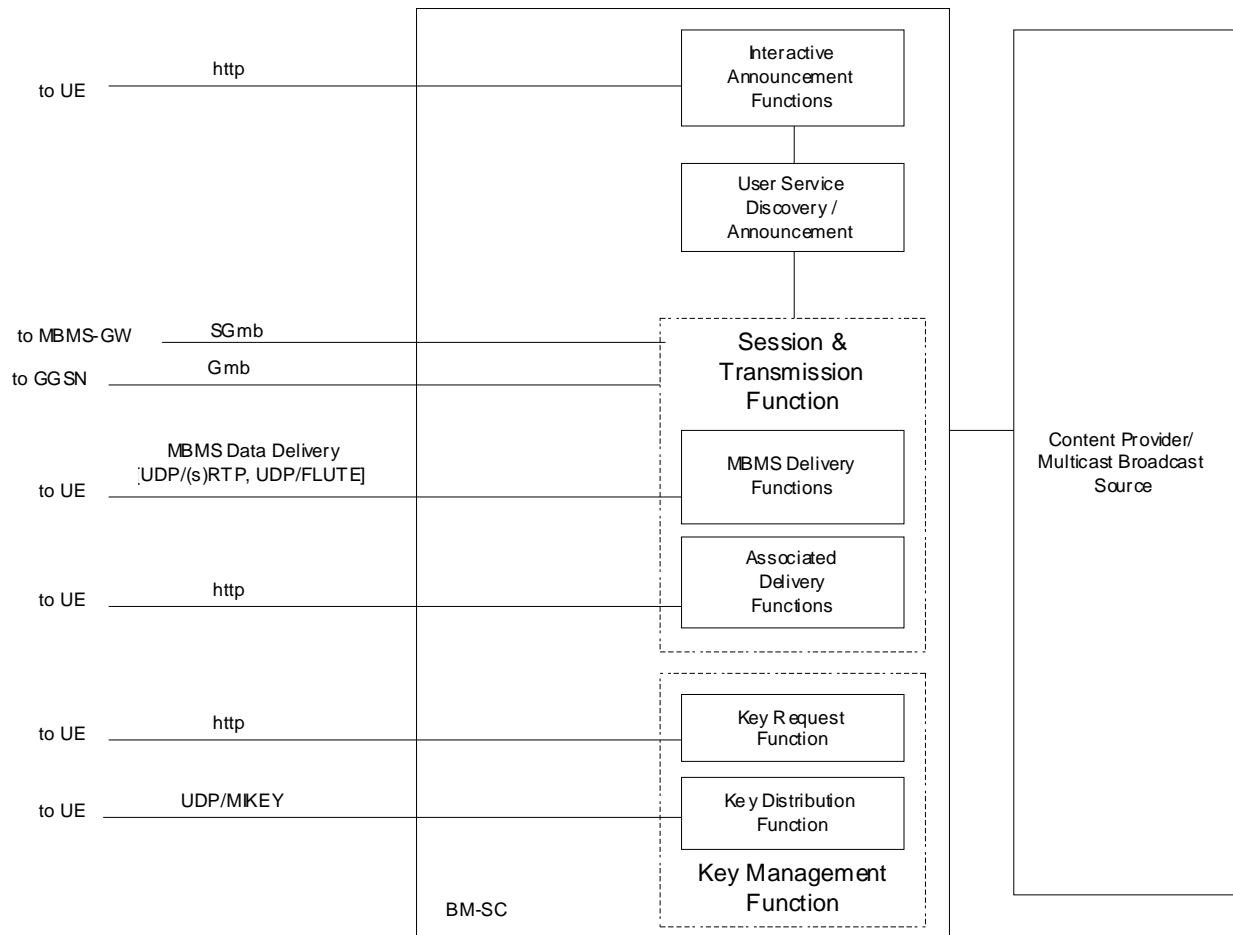 Interactive
Announcement
Functions
http
to UE
User Service
Discovery /
Announcement
to MBMS-GW
SGmb
to GGSN
Gmb
Session &
Transmission
Function
MBMS Data Delivery
[UDP/(s)RTP, UDP/FLUTE]
to UE
MBMS Delivery
Functions
Content Provider/
Multicast Broadcast
Source
Associated
Delivery
Functions
http
to UE
Key Request
Function
http
to UE
Key Distribution
Function
UDP/MIKEY
to UE
Key Management
Function
BM-SC